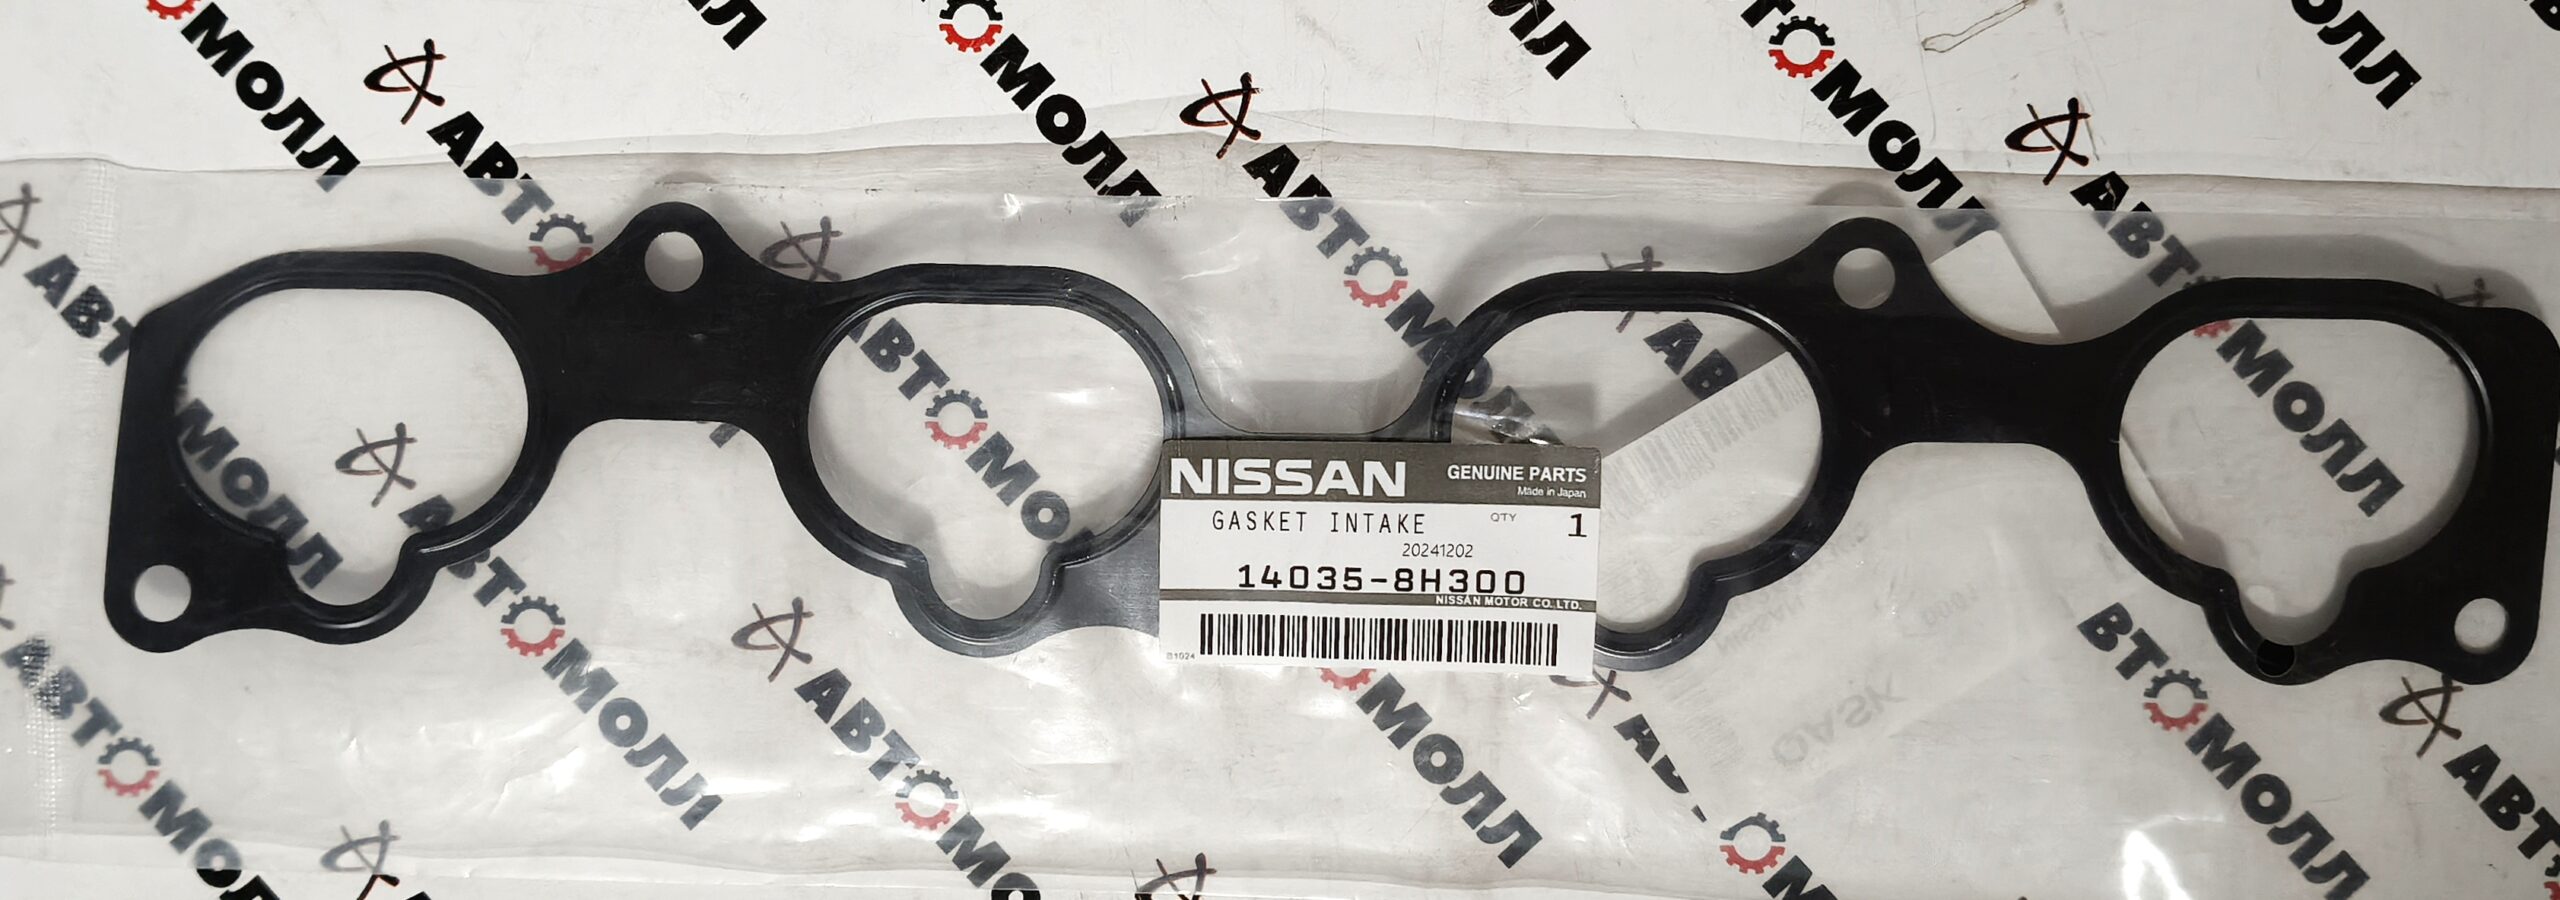 АВТОМОЛЛ
NISSAN
GENUINE PARTS
Made in Japan
GASKET INTAKE
QTY
1
20241202
14035-8H300
NISSAN MOTOR CO., LTD.
B1024